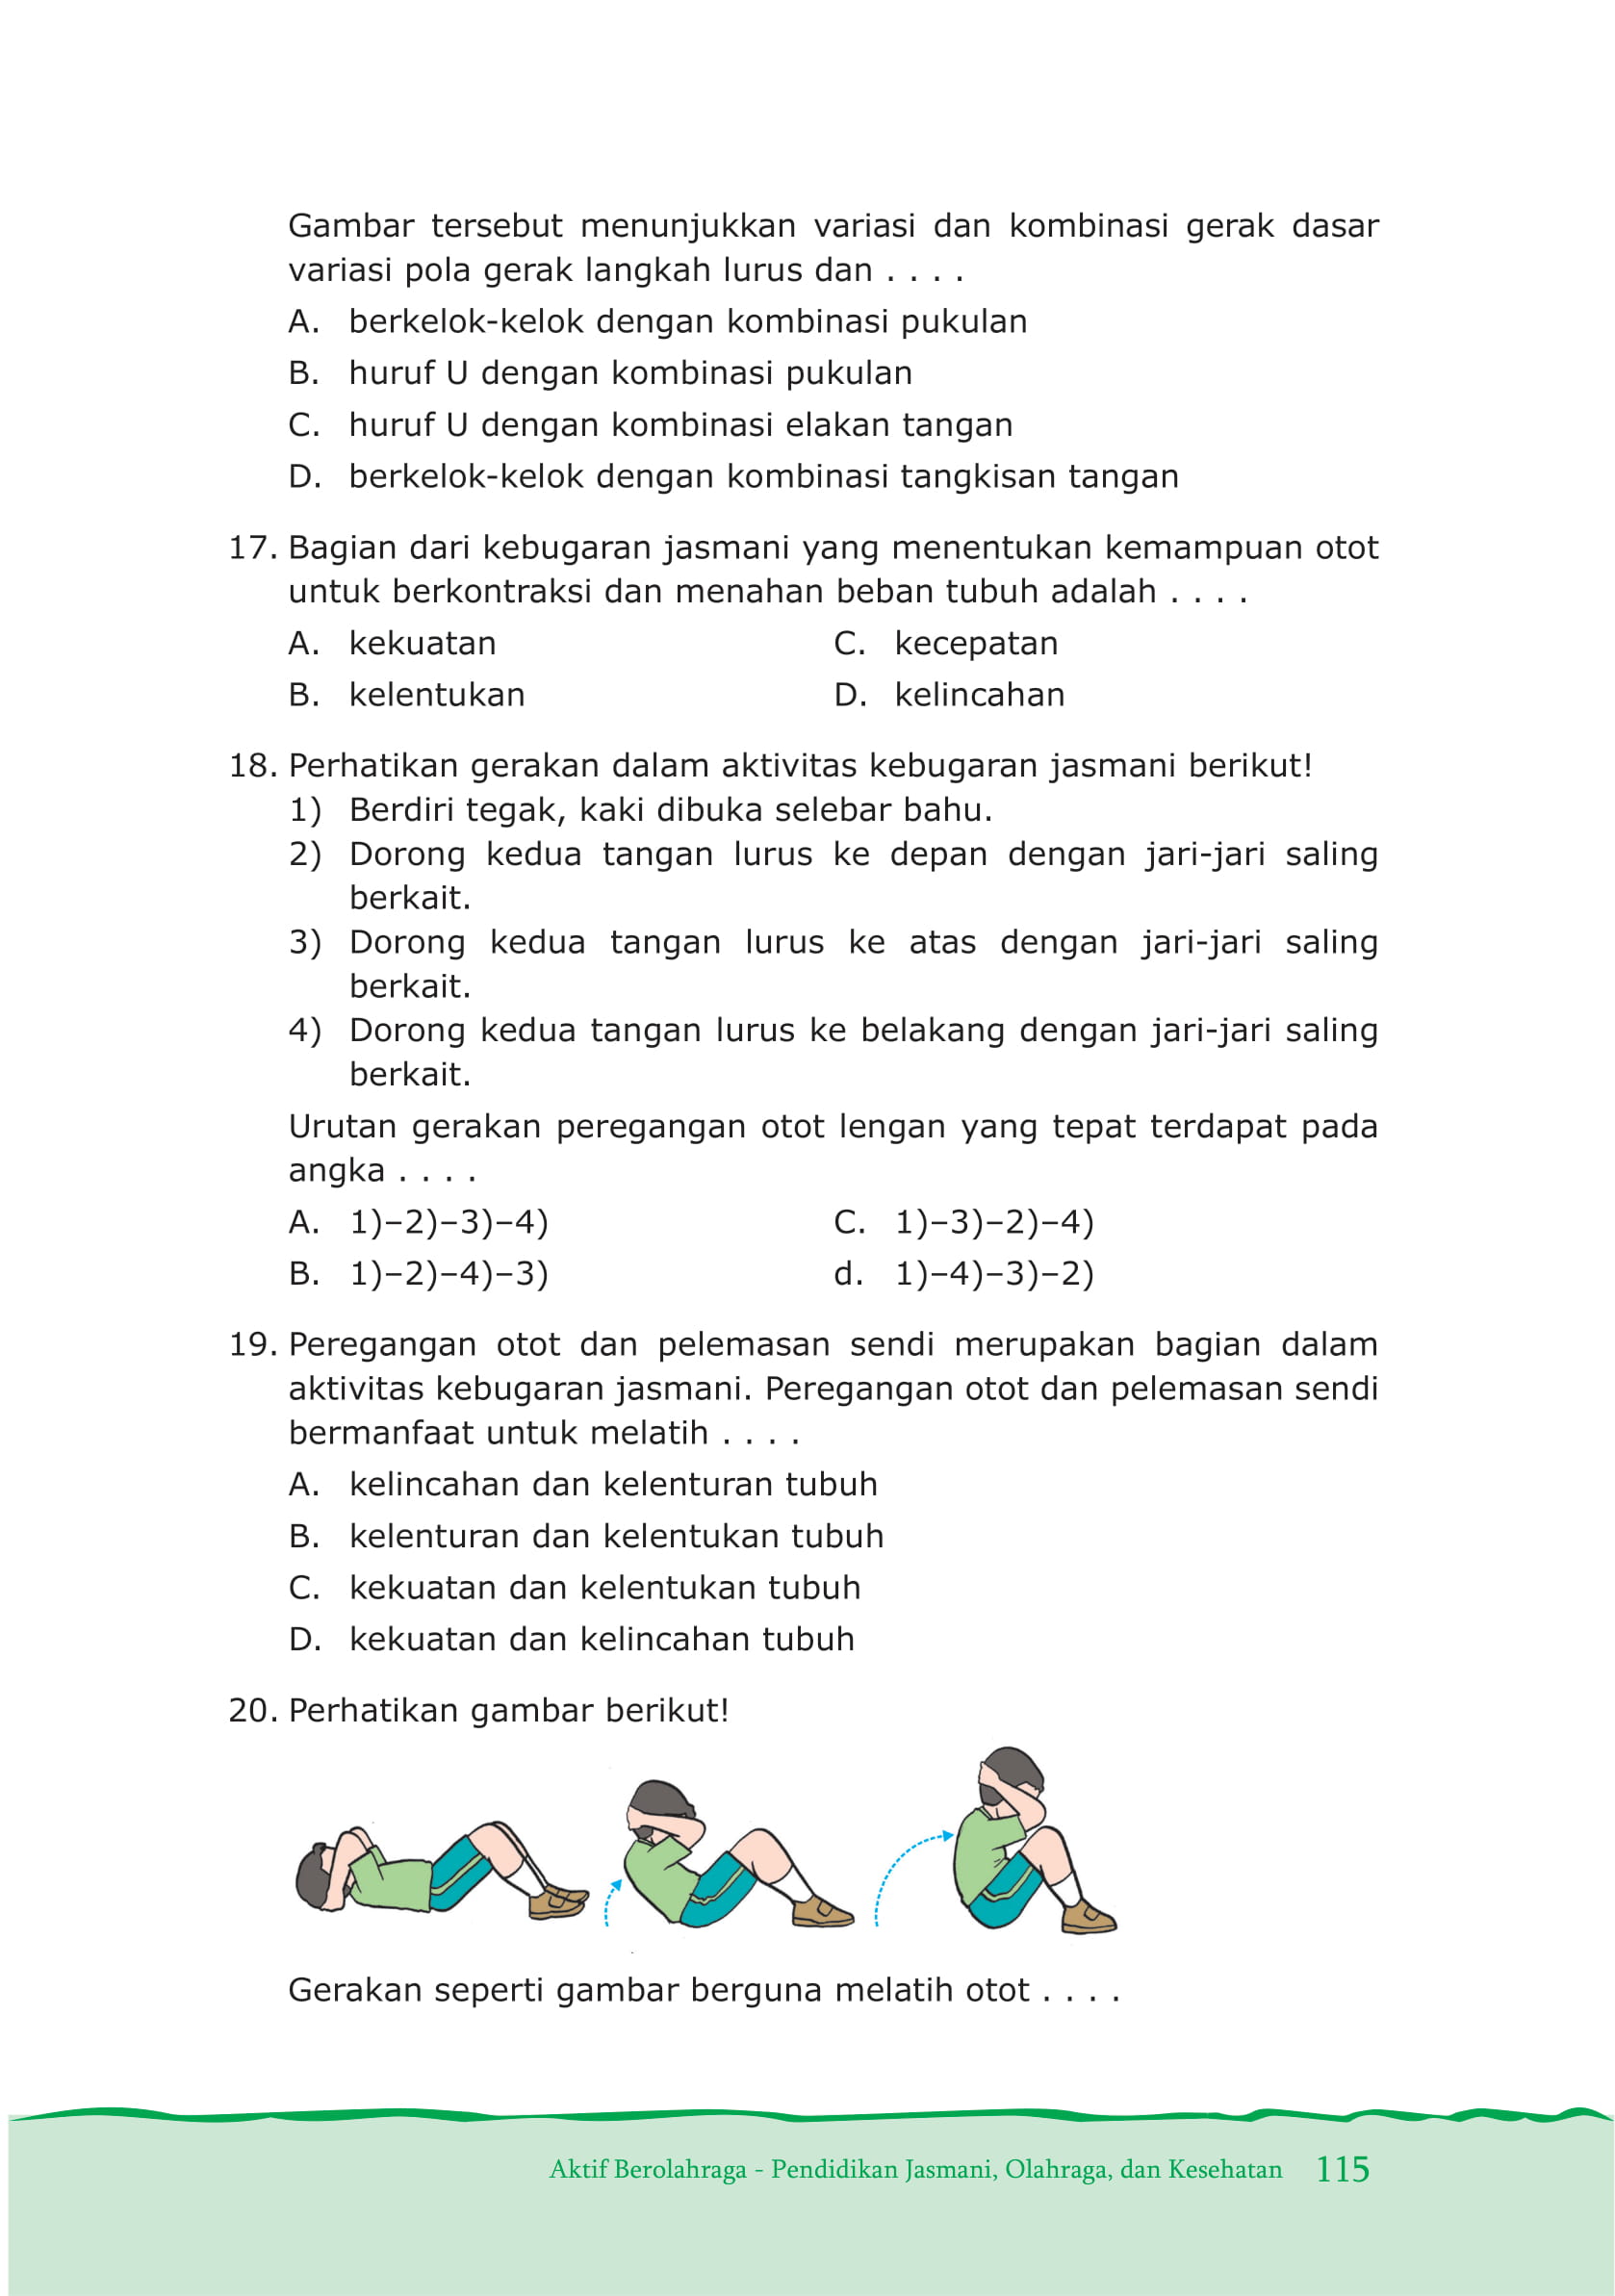 Gambar tersebut menunjukkan variasi dan kombinasi gerak dasar
variasi pola gerak langkah lurus dan . . . .
A. berkelok-kelok dengan kombinasi pukulan
B. huruf U dengan kombinasi pukulan
C. huruf U dengan kombinasi elakan tangan
D. berkelok-kelok dengan kombinasi tangkisan tangan
17. Bagian dari kebugaran jasmani yang menentukan kemampuan otot
untuk berkontraksi dan menahan beban tubuh adalah . . . .
A. kekuatan C. kecepatan
B. kelentukan D. kelincahan
18. Perhatikan gerakan dalam aktivitas kebugaran jasmani berikut!
1) Berdiri tegak, kaki dibuka selebar bahu.
2) Dorong kedua tangan lurus ke depan dengan jari-jari saling
berkait.
3) Dorong kedua tangan lurus ke atas dengan jari-jari saling
berkait.
4) Dorong kedua tangan lurus ke belakang dengan jari-jari saling
berkait.
Urutan gerakan peregangan otot lengan yang tepat terdapat pada
angka . . . .
A. 1)–2)–3)–4) C. 1)–3)–2)–4)
B. 1)–2)–4)–3) d. 1)–4)–3)–2)
19. Peregangan otot dan pelemasan sendi merupakan bagian dalam
aktivitas kebugaran jasmani. Peregangan otot dan pelemasan sendi
bermanfaat untuk melatih . . . .
A. kelincahan dan kelenturan tubuh
B. kelenturan dan kelentukan tubuh
C. kekuatan dan kelentukan tubuh
D. kekuatan dan kelincahan tubuh
20. Perhatikan gambar berikut!
Gerakan seperti gambar berguna melatih otot . . . .
Aktif Berolahraga - Pendidikan Jasmani, Olahraga, dan Kesehatan 115